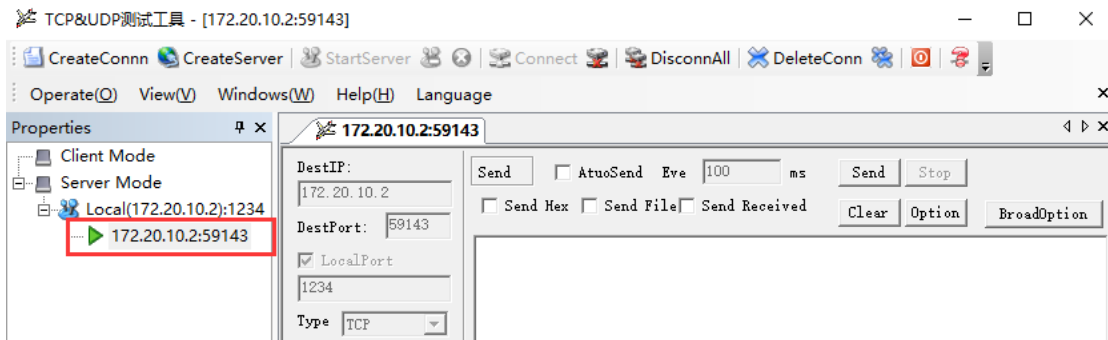 TCP&UDP测试工具 - [172.20.10.2:59143]
CreateConnn CreateServer StartServer Connect DisconnAll DeleteConn
Operate(O) View(V) Windows(W) Help(H) Language
Properties
172.20.10.2:59143
Client Mode
Server Mode
Local(172.20.10.2):1234
172.20.10.2:59143
DestIP:
172.20.10.2
DestPort: 59143
LocalPort
1234
Type TCP
Send AtuoSend Eve 100 ms Send Stop
Send Hex Send File Send Received Clear Option BroadOption